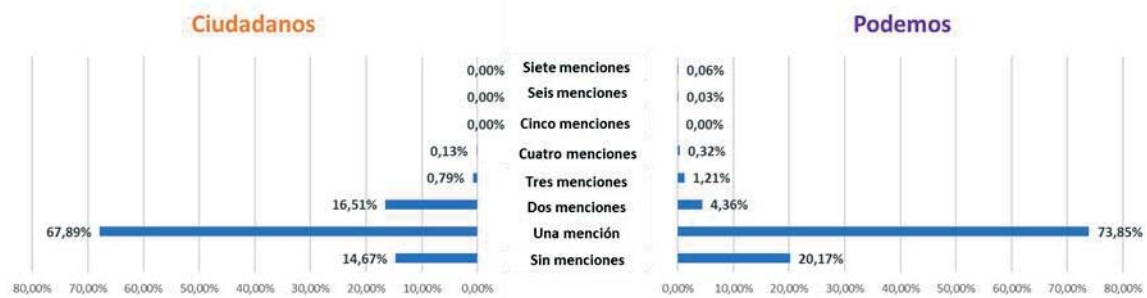 Ciudadanos Podemos
0,00% Siete menciones 0,06%
0,00% Seis menciones 0,03%
0,00% Cinco menciones 0,00%
0,13% Cuatro menciones 0,32%
0,79% Tres menciones 1,21%
16,51% Dos menciones 4,36%
67,89% Una mención 73,85%
14,67% Sin menciones 20,17%
80,00% 70,00% 60,00% 50,00% 40,00% 30,00% 20,00% 10,00% 0,00% 0,00% 10,00% 20,00% 30,00% 40,00% 50,00% 60,00% 70,00% 80,00%